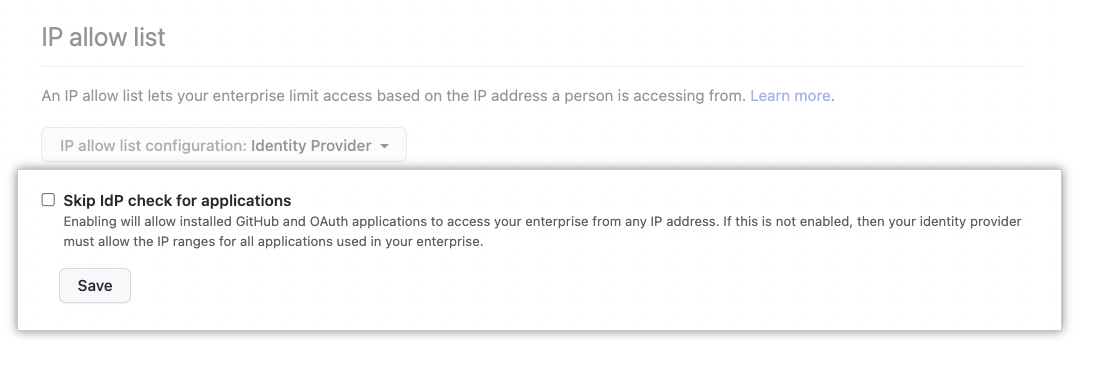 IP allow list
An IP allow list lets your enterprise limit access based on the IP address a person is accessing from. Learn more.
IP allow list configuration: Identity Provider
Skip IdP check for applications
Enabling will allow installed GitHub and OAuth applications to access your enterprise from any IP address. If this is not enabled, then your identity provider
must allow the IP ranges for all applications used in your enterprise.
Save